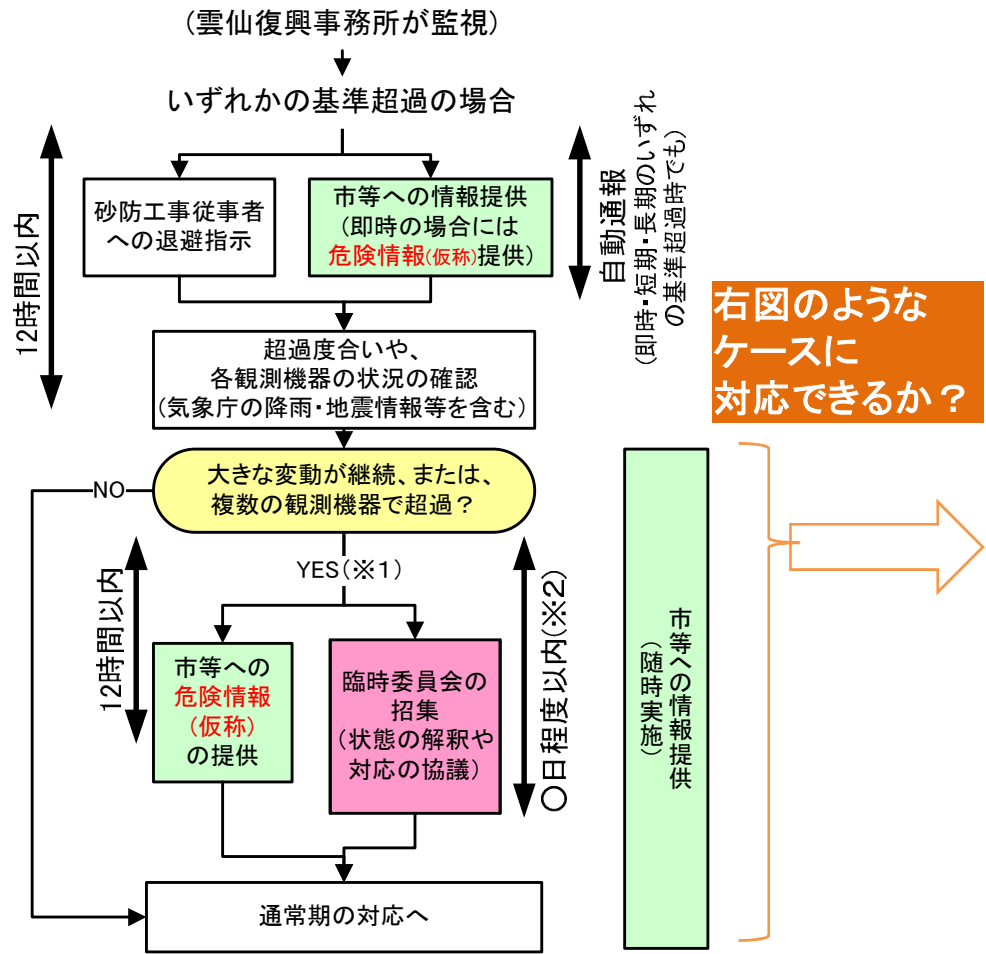 (雲仙復興事務所が監視)
いずれかの基準超過の場合
12時間以内
砂防工事従事者
への退避指示
市等への情報提供
(即時の場合には
危険情報(仮称)提供)
自動通報
(即時・短期・長期のいずれ
の基準超過時でも)
超過度合いや、
各観測機器の状況の確認
(気象庁の降雨・地震情報等を含む)
右図のような
ケースに
対応できるか？
大きな変動が継続、または、
複数の観測機器で超過？
NO
YES(※１)
12時間以内
市等への
危険情報
(仮称)
の提供
臨時委員会の
招集
(状態の解釈や
対応の協議)
○日程度以内(※２)
市等への情報提供
(随時実施)
通常期の対応へ